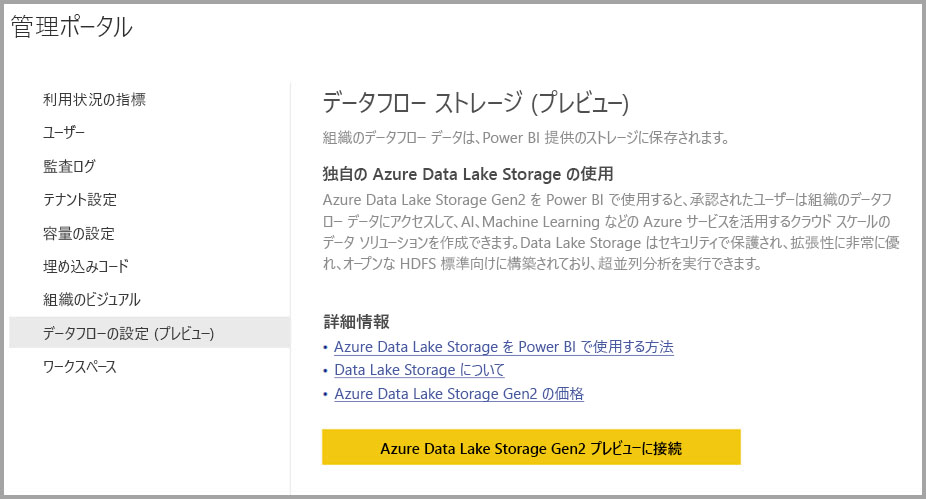 管理ポータル
利用状況の指標
ユーザー
監査ログ
テナント設定
容量の設定
埋め込みコード
組織のビジュアル
データフローの設定 (プレビュー)
ワークスペース
データフロー ストレージ (プレビュー)
組織のデータフロー データは、Power BI 提供のストレージに保存されます。
独自の Azure Data Lake Storage の使用
Azure Data Lake Storage Gen2 を Power BI で使用すると、承認されたユーザーは組織のデータフ
ロー データにアクセスして、AI、Machine Learning などの Azure サービスを活用するクラウド スケールの
データ ソリューションを作成できます。Data Lake Storage はセキュリティで保護され、拡張性に非常に優
れ、オープンな HDFS 標準向けに構築されており、超並列分析を実行できます。
詳細情報
• Azure Data Lake Storage を Power BI で使用する方法
• Data Lake Storage について
• Azure Data Lake Storage Gen2 の価格
Azure Data Lake Storage Gen2 プレビューに接続